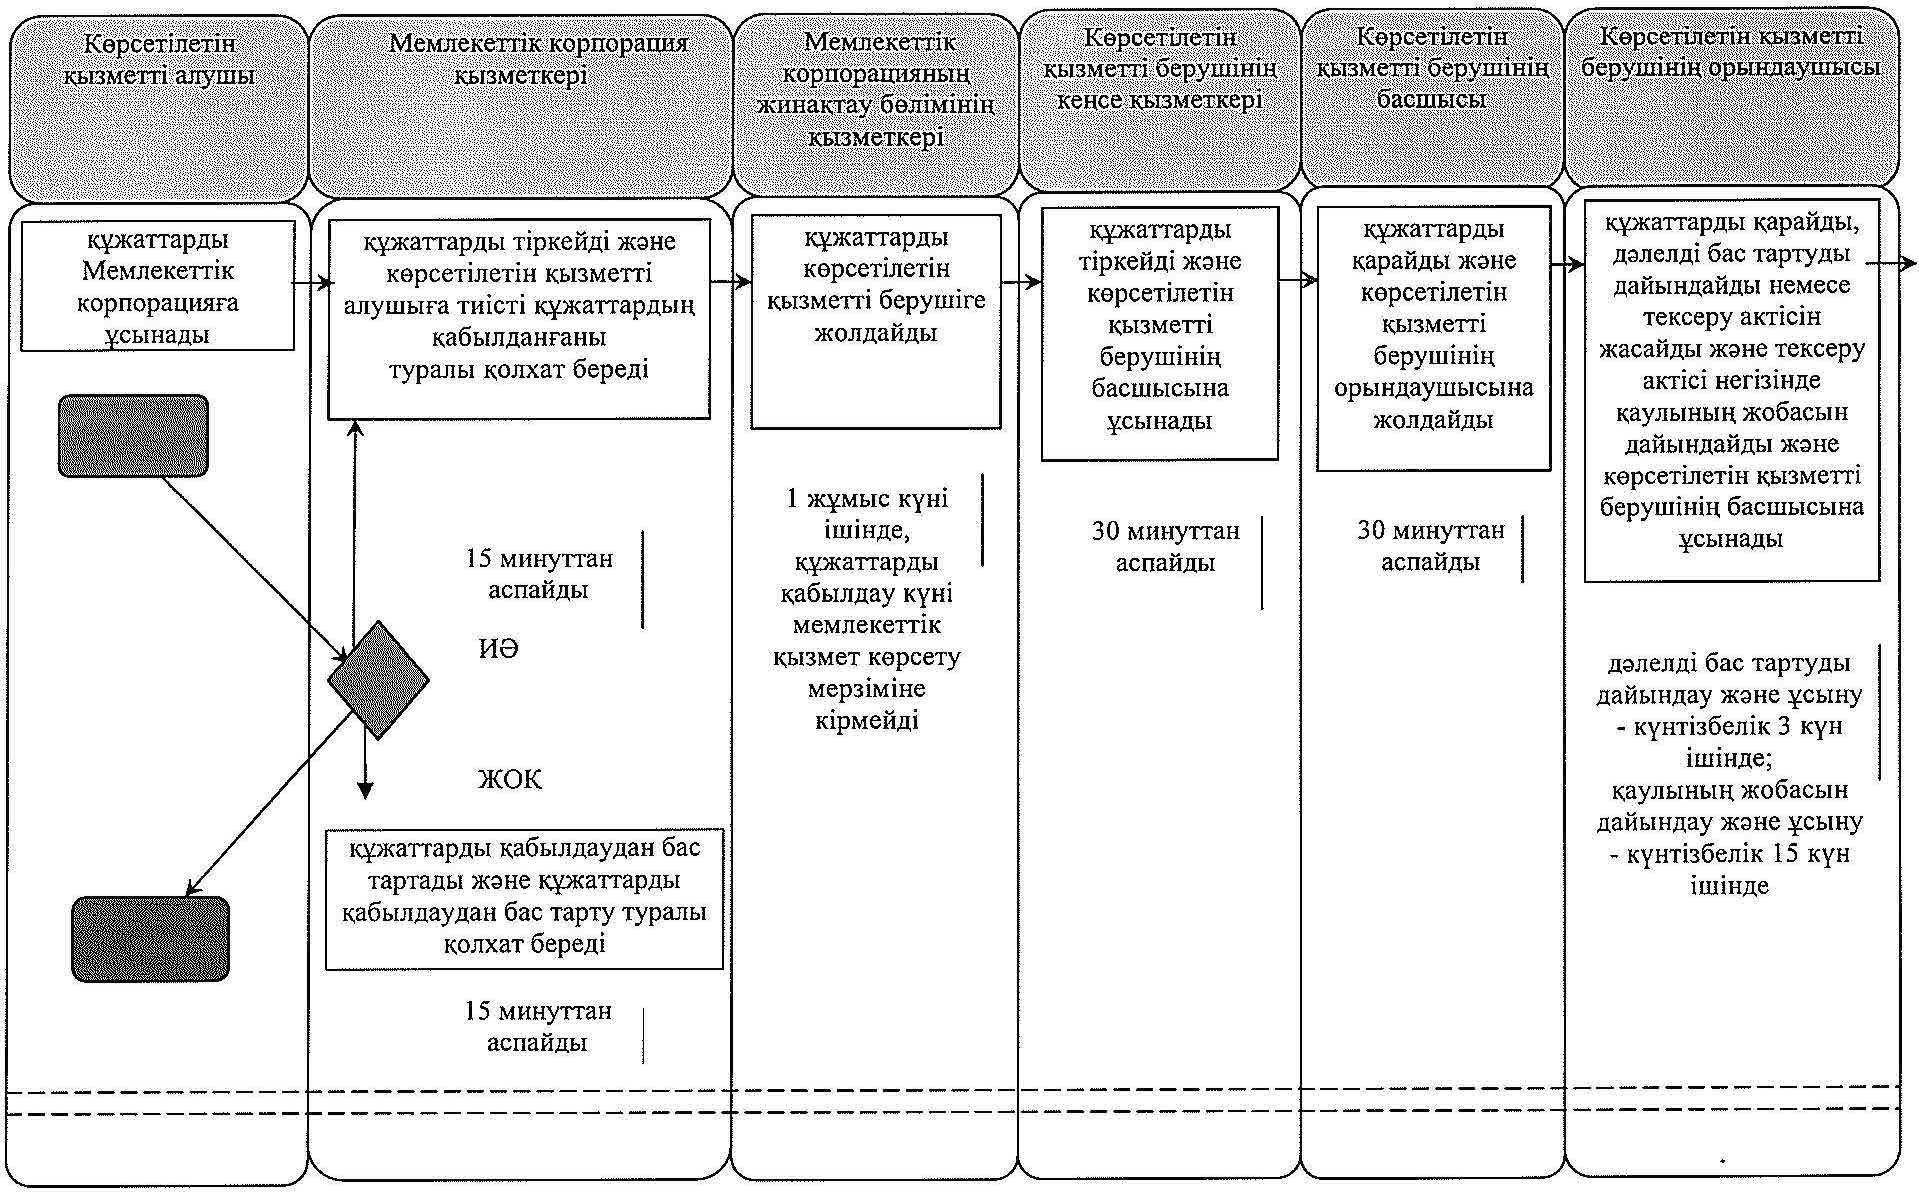 Көрсетілетін
қызметті алушы
Мемлекеттік корпорация
қызметкері
Мемлекеттік
корпорацияның
жинақтау бөлімінің
қызметкері
Көрсетілетін
қызметті берушінің
кеңсе қызметкері
Көрсетілетін
қызметті берушінің
басшысы
Көрсетілетін қызметті
берушінің орындаушысы
құжаттарды
Мемлекеттік
корпорацияға
ұсынады
құжаттарды тіркейді және
көрсетілетін қызметті
алушыға тиісті құжаттардың
қабылданғаны
туралы қолхат береді
15 минуттан
аспайды
ИӘ
ЖОК
құжаттарды қабылдаудан бас
тартады және құжаттарды
қабылдаудан бас тарту туралы
қолхат береді
15 минуттан
аспайды
құжаттарды
көрсетілетін
қызметті берушіге
жолдайды
1 жұмыс күні
ішінде,
құжаттарды
қабылдау күні
мемлекеттік
қызмет көрсету
мерзіміне
кірмейді
құжаттарды
тіркейді және
көрсетілетін
қызметті
берушінің
басшысына
ұсынады
30 минуттан
аспайды
құжаттарды
қарайды және
көрсетілетін
қызметті
берушінің
орындаушысына
жолдайды
30 минуттан
аспайды
құжаттарды қарайды,
дәлелді бас тартуды
дайындайды немесе
тексеру актісін
жасайды және тексеру
актісі негізінде
қаулының жобасын
дайындайды және
көрсетілетін қызметті
берушінің басшысына
ұсынады
дәлелді бас тартуды
дайындау және ұсыну
- күнтізбелік 3 күн
ішінде;
қаулының жобасын
дайындау және ұсыну
- күнтізбелік 15 күн
ішінде